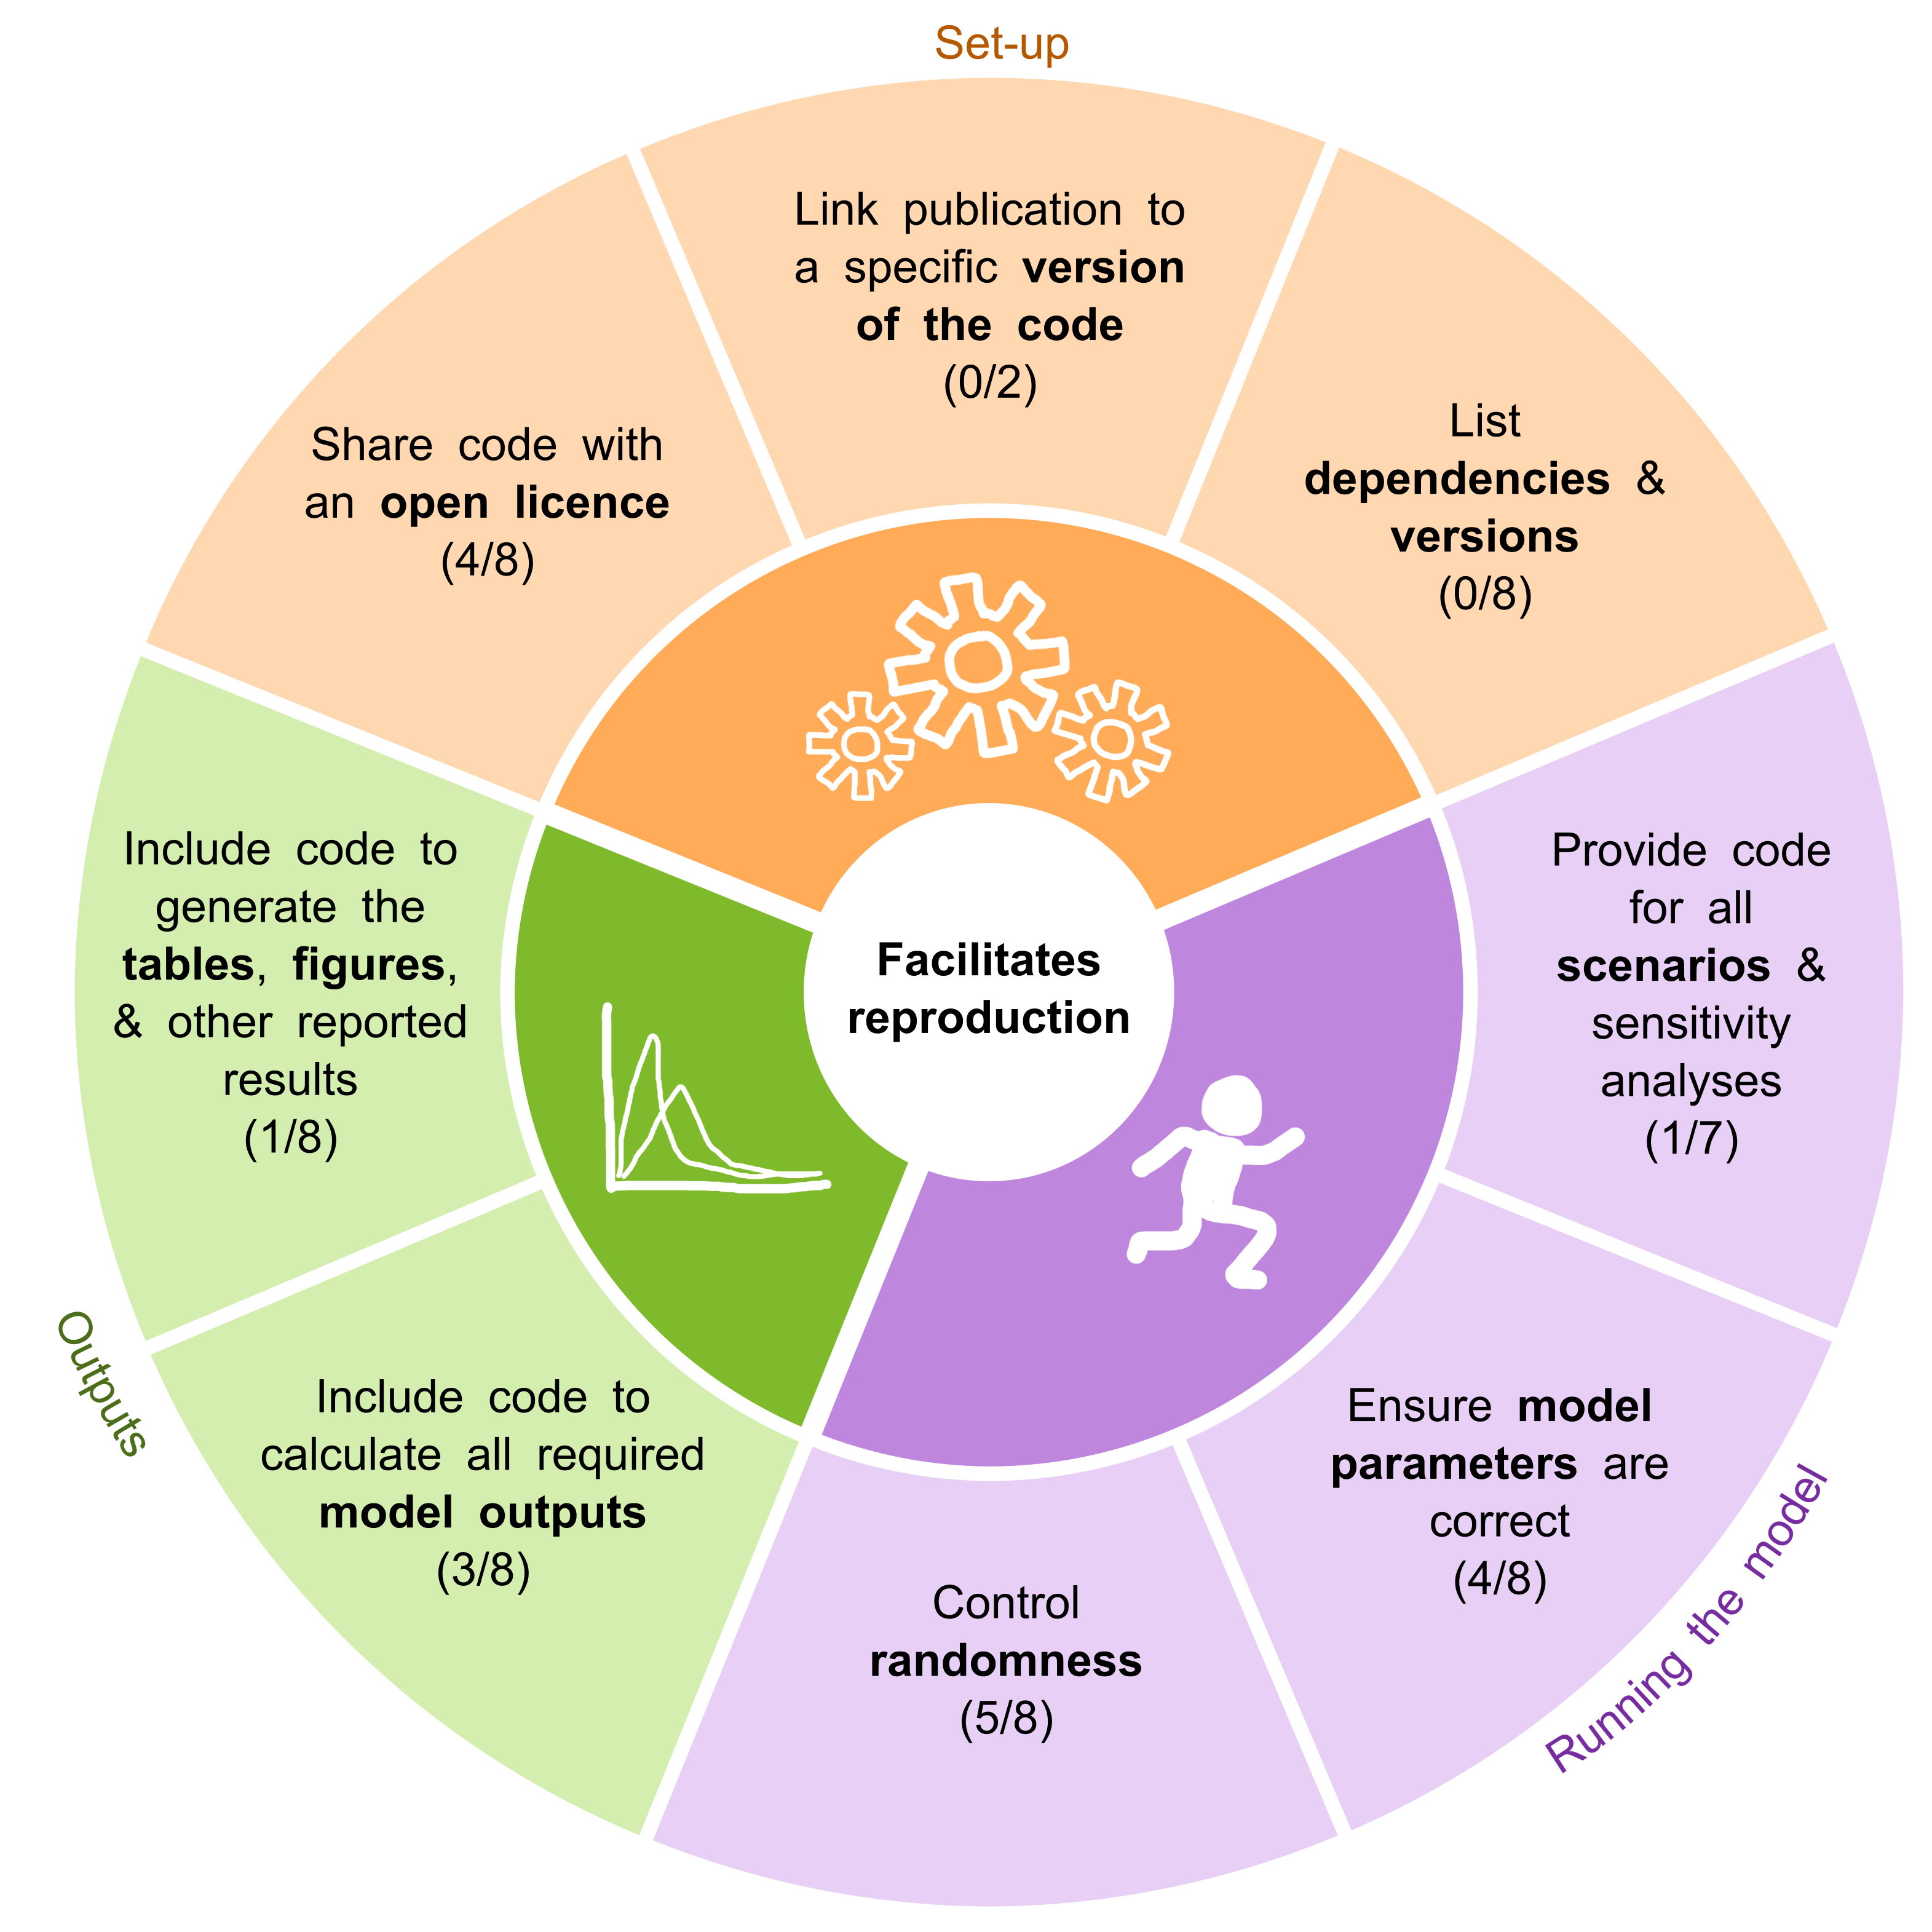 Set-up
Link publication to
a specific version
of the code
(0/2)
List
dependencies &
versions
(0/8)
Share code with
an open licence
(4/8)
Provide code
for all
scenarios &
sensitivity
analyses
(1/7)
Ensure model
parameters are
correct
(4/8)
Control
randomness
(5/8)
Running the model
Include code to
calculate all required
model outputs
(3/8)
Include code to
generate the
tables, figures,
& other reported
results
(1/8)
Outputs
Facilitates
reproduction